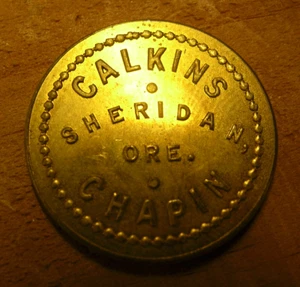 CALKINS
SHERIDAN,
ORE.
CHAPIN